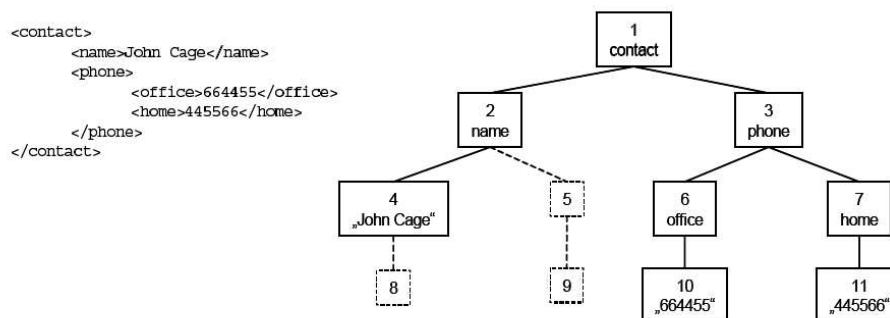 <contact>
<name>John Cage</name>
<phone>
<office>664455</office>
<home>445566</home>
</phone>
</contact>
1
contact
2
name
3
phone
4
„John Cage“
5
6
office
7
home
8
9
10
„664455“
11
„445566“